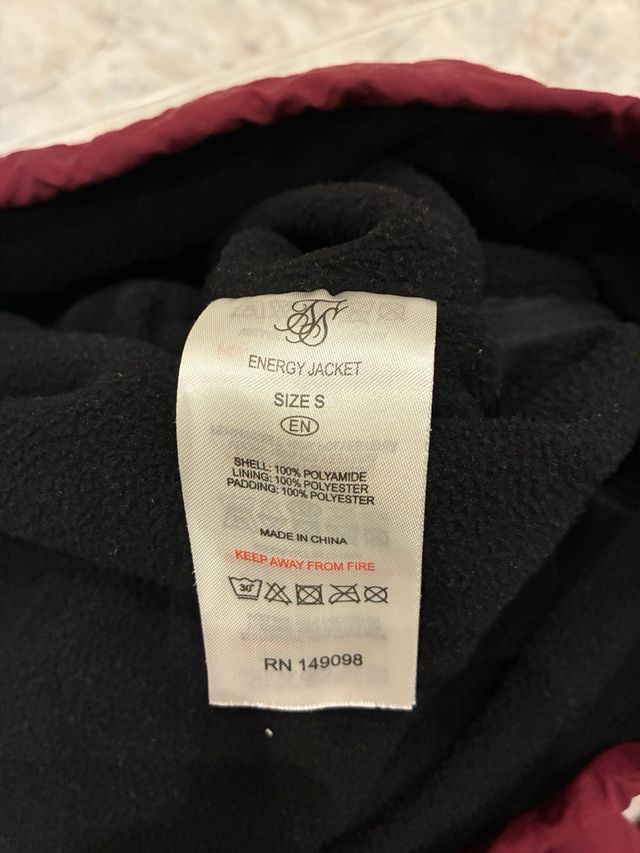 ENERGY JACKET
SIZE S
EN
SHELL: 100% POLYAMIDE
LINING: 100% POLYESTER
PADDING: 100% POLYESTER
MADE IN CHINA
KEEP AWAY FROM FIRE
30°
RN 149098